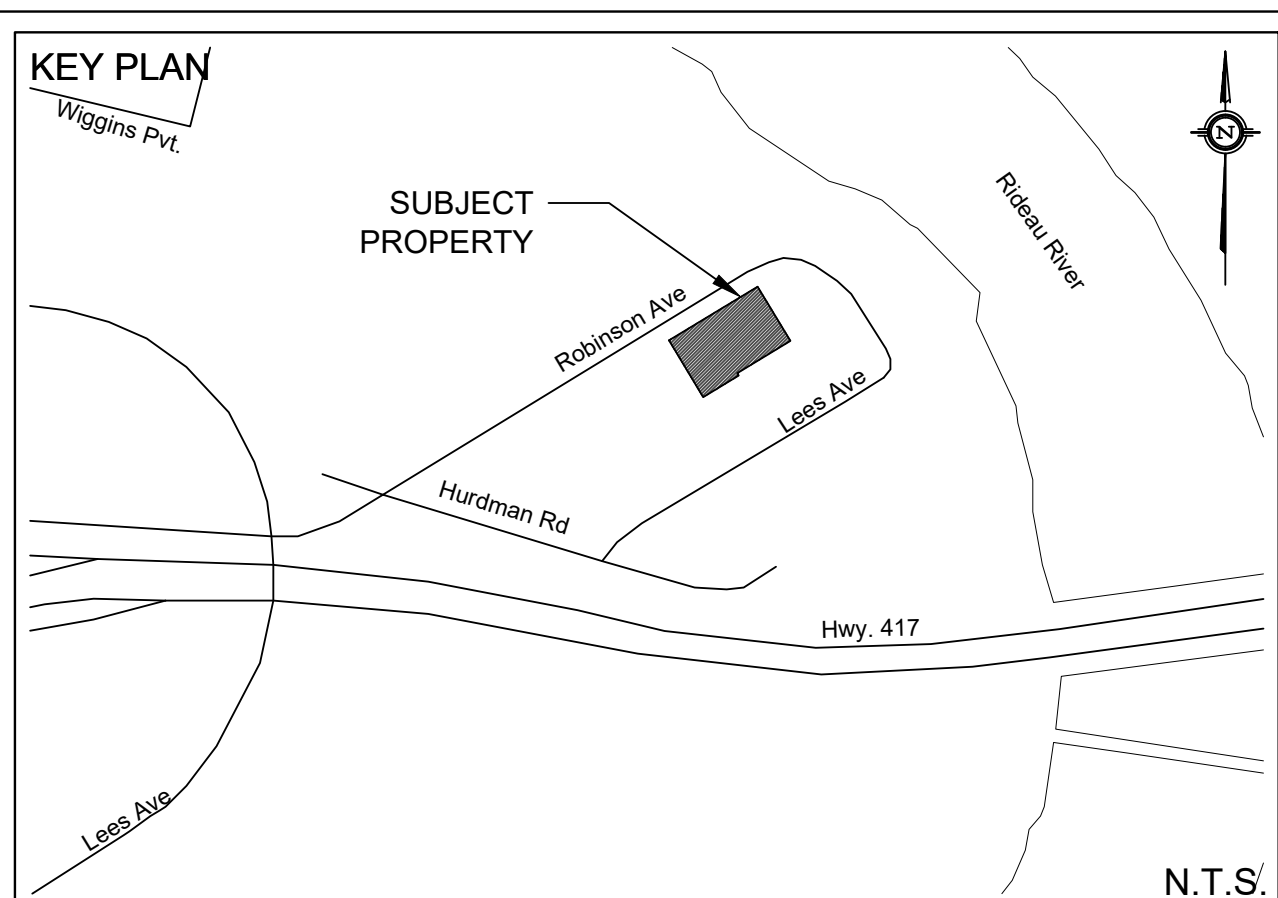 KEY PLAN
Wiggins Pvt.
SUBJECT
PROPERTY
N
Rideau River
Robinson Ave
Lees Ave
Hurdman Rd
Hwy. 417
Lees Ave
N.T.S.